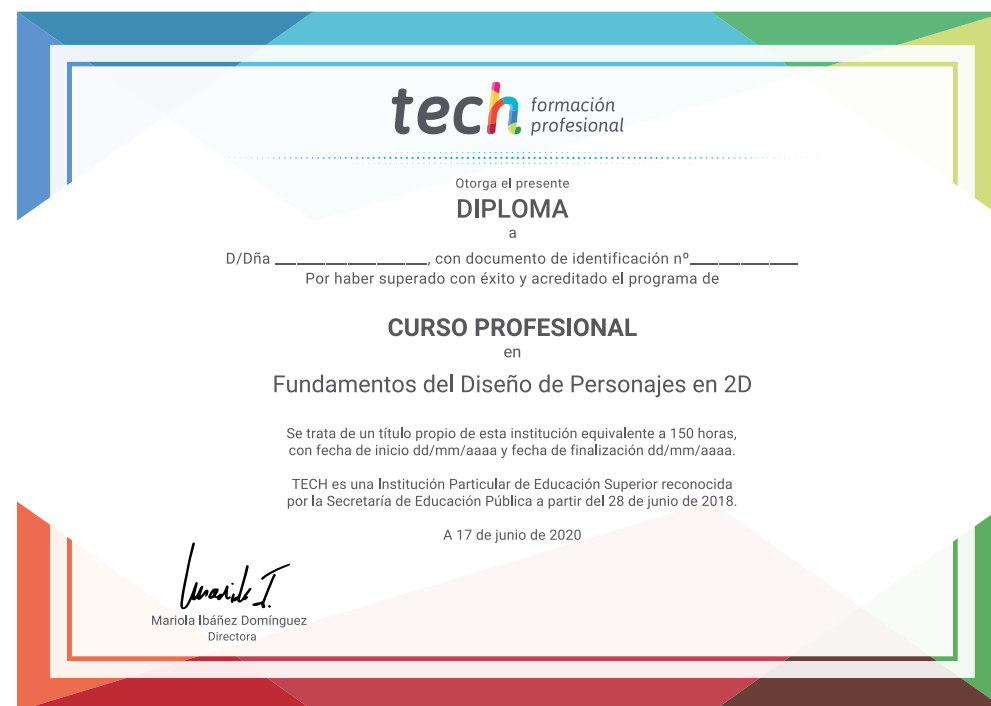 tech formación
profesional
Otorga el presente
DIPLOMA
a
D/Dña ____________________, con documento de identificación nº______________
Por haber superado con éxito y acreditado el programa de
CURSO PROFESIONAL
en
Fundamentos del Diseño de Personajes en 2D
Se trata de un título propio de esta institución equivalente a 150 horas,
con fecha de inicio dd/mm/aaaa y fecha de finalización dd/mm/aaaa.
TECH es una Institución Particular de Educación Superior reconocida
por la Secretaría de Educación Pública a partir del 28 de junio de 2018.
A 17 de junio de 2020
Mariola Ibáñez Domínguez
Directora